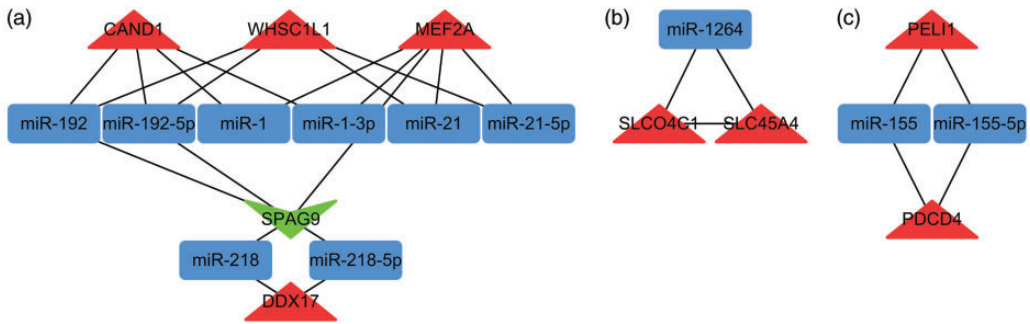 (a)
CAND1 WHSC1L1 MEF2A
miR-192 miR-192-5p miR-1 miR-1-3p miR-21 miR-21-5p
SPAG9
miR-218 miR-218-5p
DDX17
(b)
miR-1264
SLCO4C1 SLC45A4
(c)
PELI1
miR-155 miR-155-5p
PDCD4